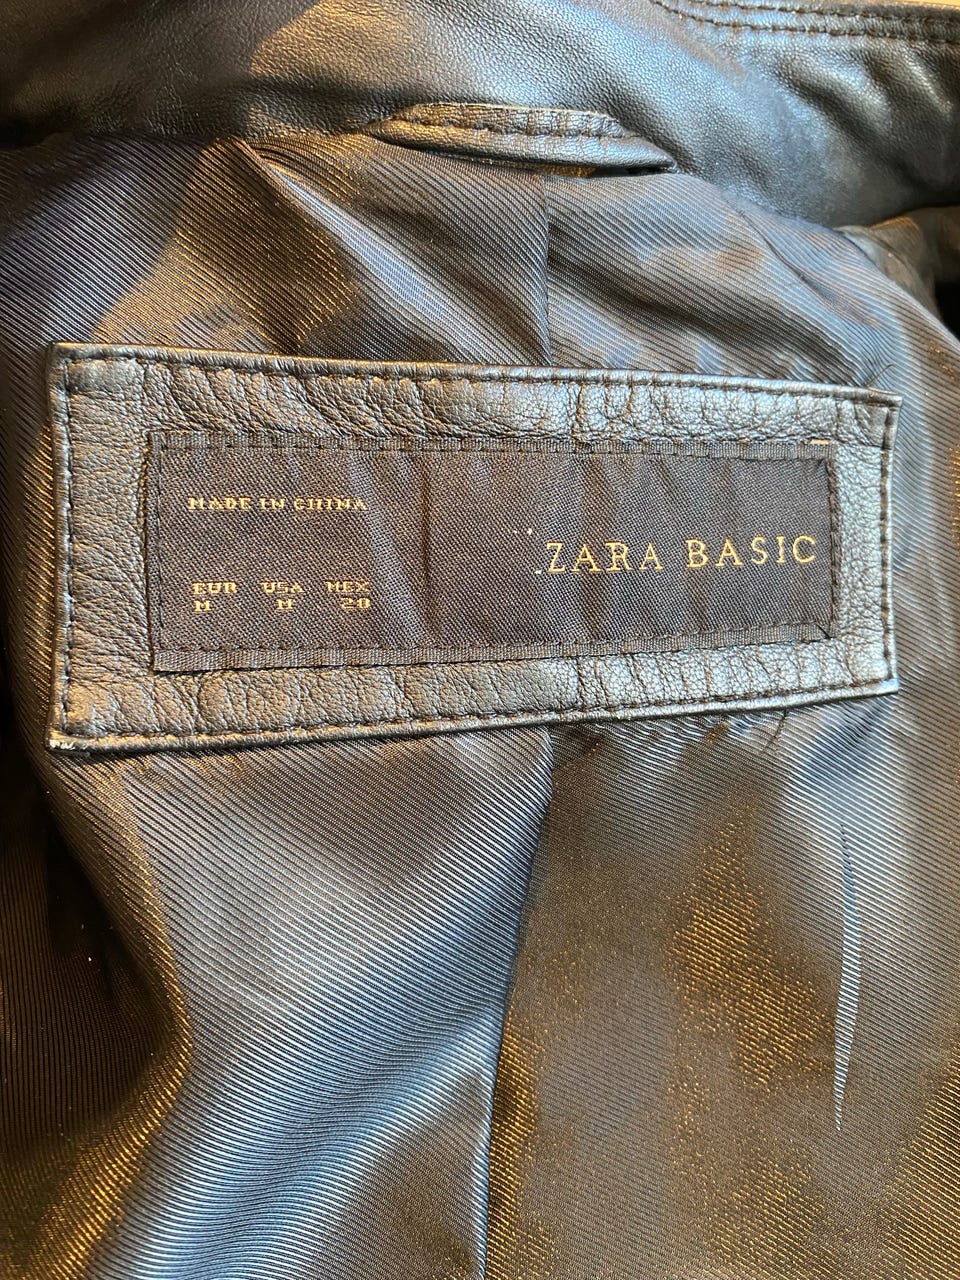 MADE IN CHINA
ZARA BASIC
EUR USA MEX
M M 28